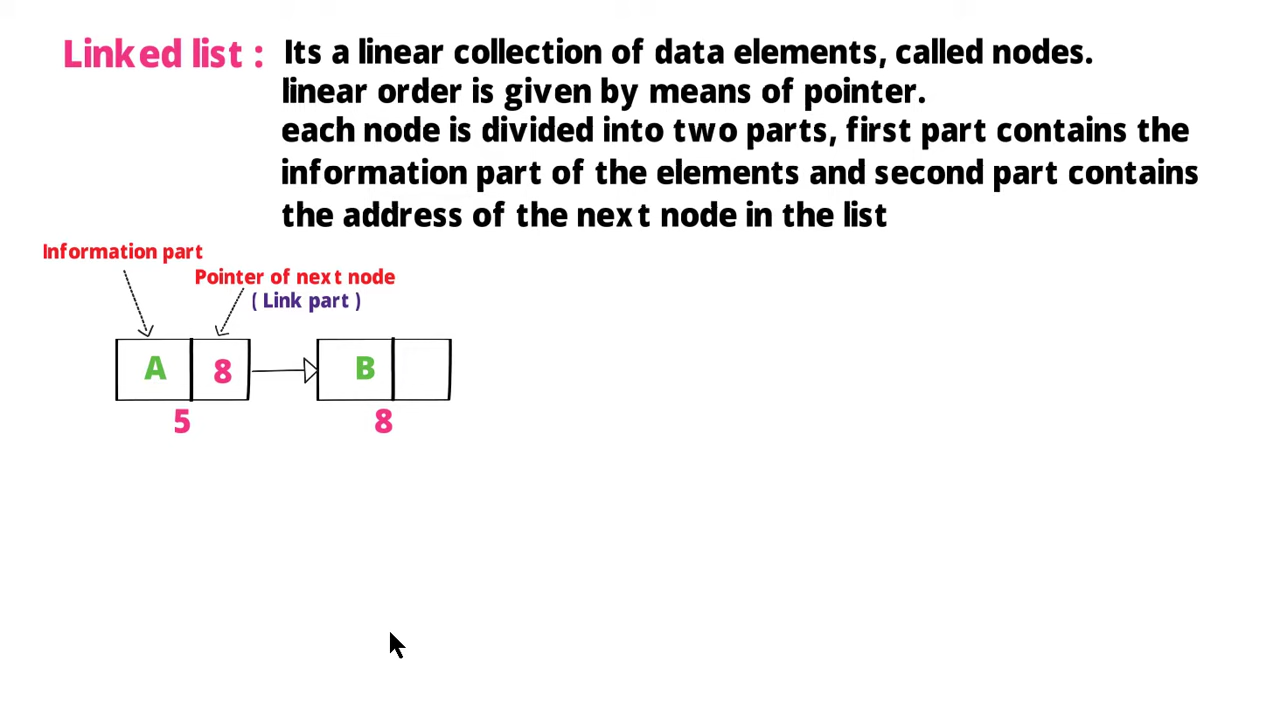 Linked list : Its a linear collection of data elements, called nodes.
linear order is given by means of pointer.
each node is divided into two parts, first part contains the
information part of the elements and second part contains
the address of the next node in the list
Information part
Pointer of next node
( Link part )
A 8 B
5 8